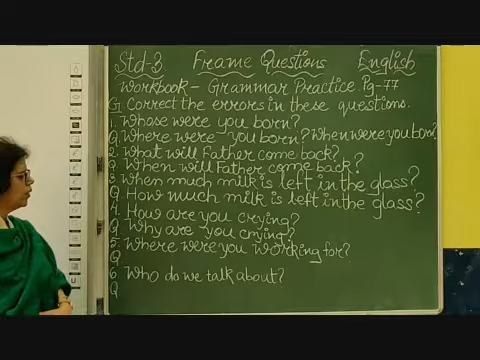 Std-3 Frame Questions English
Workbook - Grammar Practice Pg-77
G. Correct the errors in these questions.
1. Whose were you born?
Q. Where were you born? When were you born?
2. What will Father come back?
Q. When will Father come back?
3. When much milk is left in the glass?
Q. How much milk is left in the glass?
4. How are you crying?
Q. Why are you crying?
5. Where were you working for?
Q
6. Who do we talk about?
Q